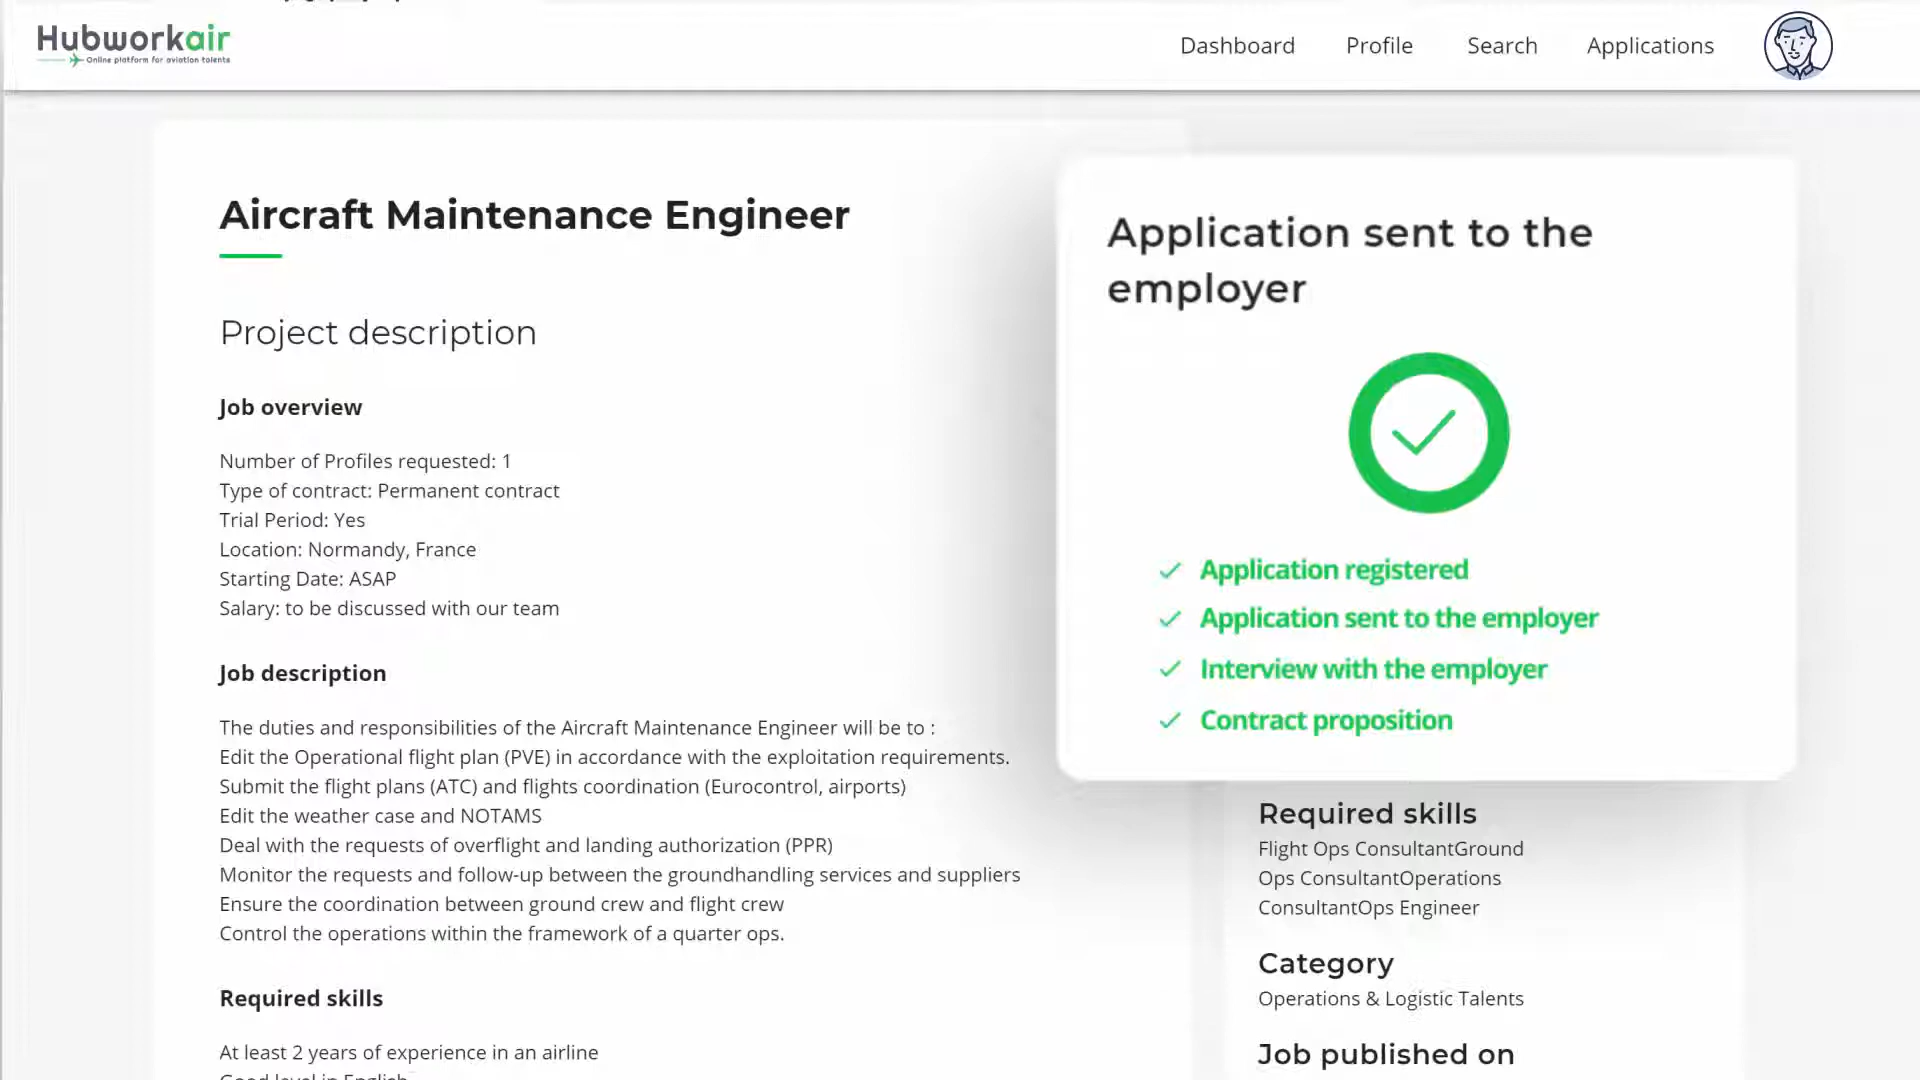 Hubworkair
Online platform for aviation talents
Dashboard
Profile
Search
Applications
Aircraft Maintenance Engineer
Project description
Job overview
Number of Profiles requested: 1
Type of contract: Permanent contract
Trial Period: Yes
Location: Normandy, France
Starting Date: ASAP
Salary: to be discussed with our team
Job description
The duties and responsibilities of the Aircraft Maintenance Engineer will be to :
Edit the Operational flight plan (PVE) in accordance with the exploitation requirements.
Submit the flight plans (ATC) and flights coordination (Eurocontrol, airports)
Edit the weather case and NOTAMS
Deal with the requests of overflight and landing authorization (PPR)
Monitor the requests and follow-up between the groundhandling services and suppliers
Ensure the coordination between ground crew and flight crew
Control the operations within the framework of a quarter ops.
Required skills
At least 2 years of experience in an airline
Good level in English
Application sent to the
employer
Application registered
Application sent to the employer
Interview with the employer
Contract proposition
Required skills
Flight Ops ConsultantGround
Ops ConsultantOperations
ConsultantOps Engineer
Category
Operations & Logistic Talents
Job published on